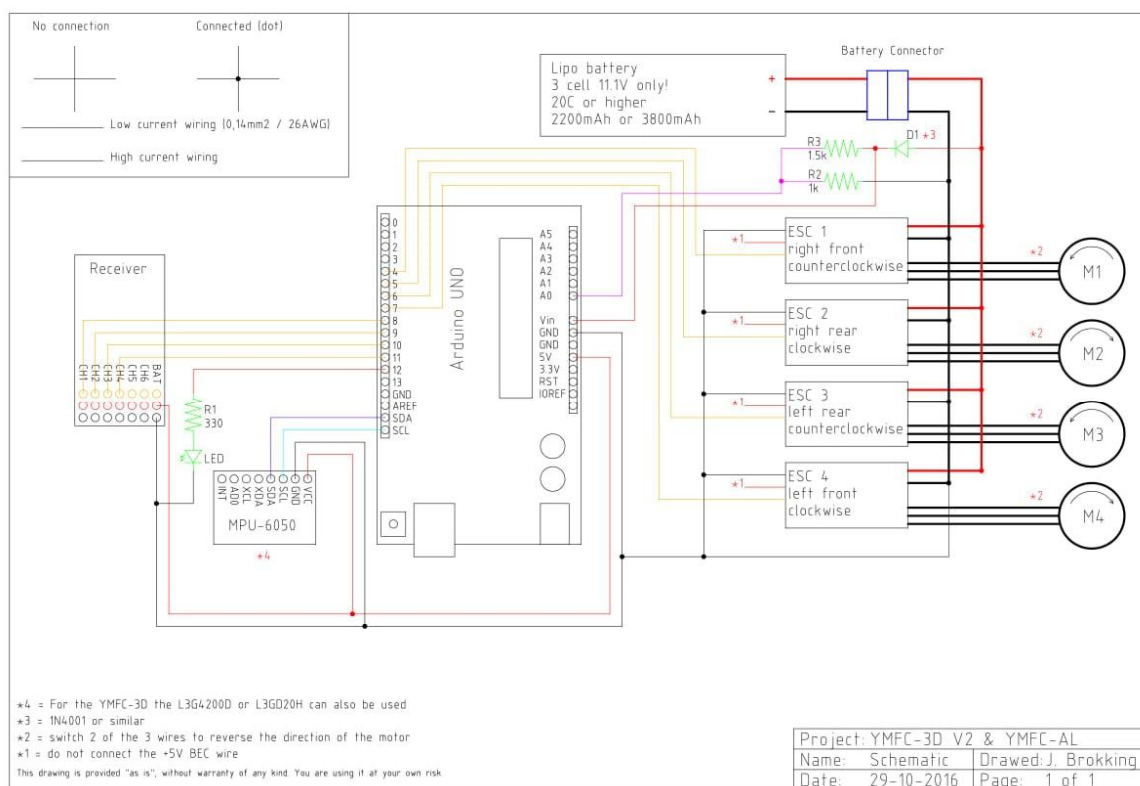 No connection
Connected (dot)
Low current wiring (0,14mm2 / 26AWG)
High current wiring
Lipo battery
3 cell 11.1V only!
20C or higher
2200mAh or 3800mAh
+
-
Battery Connector
R3
1.5k
D1 *3
R2
1k
Receiver
CH1
CH2
CH3
CH4
CH5
CH6
BAT
R1
330
LED
INT
AD0
XCL
XDA
SDA
SCL
GND
VCC
MPU-6050
*4
Arduino UNO
0
1
2
3
4
5
6
7
8
9
10
11
12
13
GND
AREF
SDA
SCL
A5
A4
A3
A2
A1
A0
Vin
GND
GND
5V
3.3V
RST
IOREF
*1
ESC 1
right front
counterclockwise
*2
M1
*1
ESC 2
right rear
clockwise
*2
M2
*1
ESC 3
left rear
counterclockwise
*2
M3
*1
ESC 4
left front
clockwise
*2
M4
*4 = For the YMFC-3D the L3G4200D or L3GD20H can also be used
*3 = 1N4001 or similar
*2 = switch 2 of the 3 wires to reverse the direction of the motor
*1 = do not connect the +5V BEC wire
This drawing is provided "as is", without warranty of any kind. You are using it at your own risk.
Project: YMFC-3D V2 & YMFC-AL
Name: Schematic Drawed: J. Brokking
Date: 29-10-2016 Page: 1 of 1